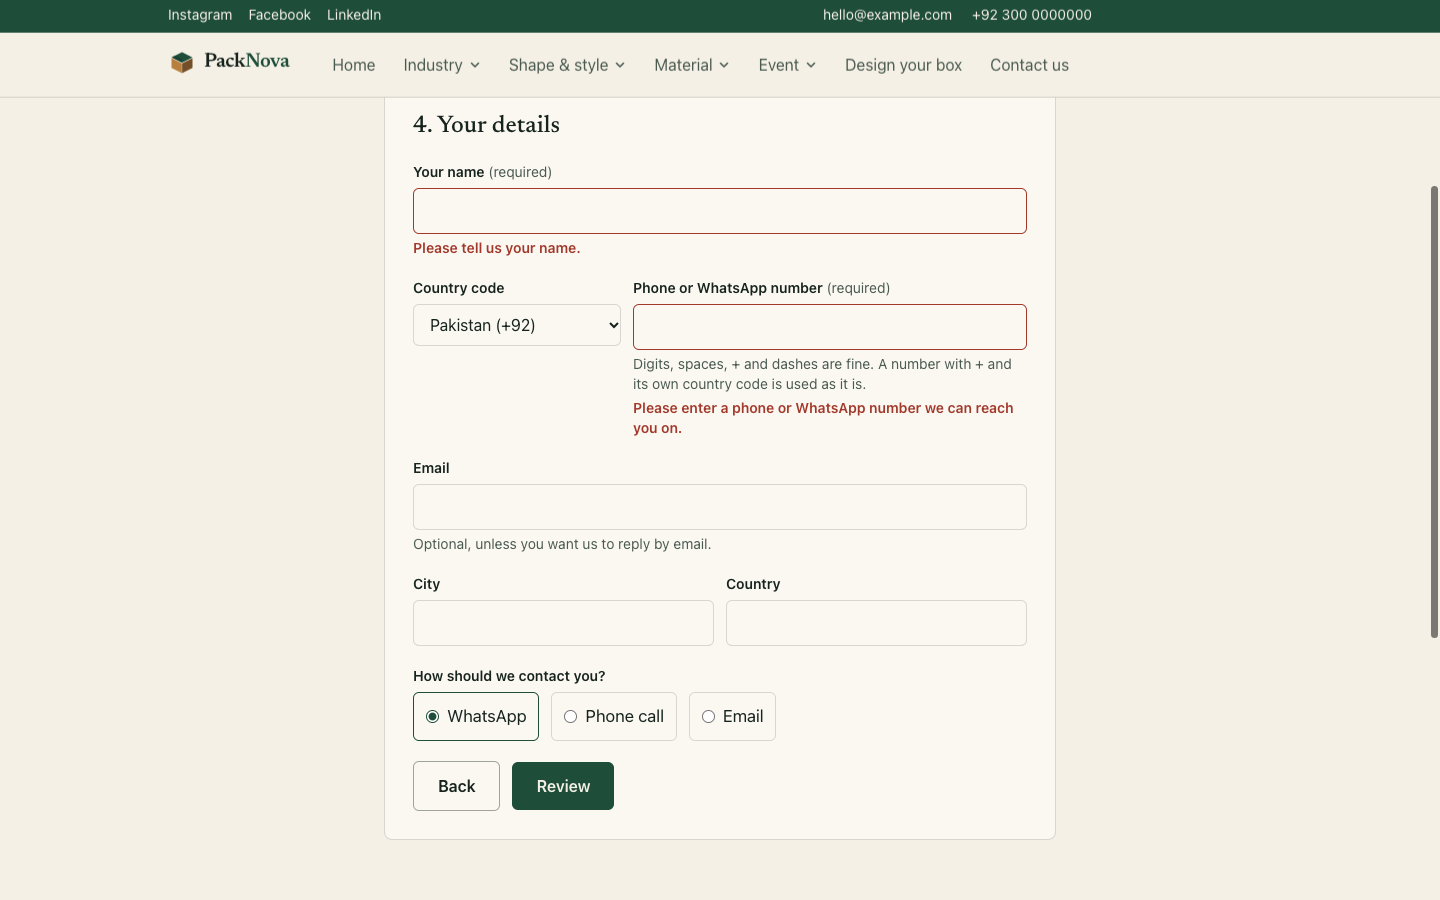 Instagram Facebook LinkedIn hello@example.com +92 300 0000000
PackNova Home Industry Shape & style Material Event Design your box Contact us
4. Your details
Your name (required)
Please tell us your name.
Country code Phone or WhatsApp number (required)
Pakistan (+92)
Digits, spaces, + and dashes are fine. A number with + and
its own country code is used as it is.
Please enter a phone or WhatsApp number we can reach
you on.
Email
Optional, unless you want us to reply by email.
City Country
How should we contact you?
WhatsApp Phone call Email
Back Review